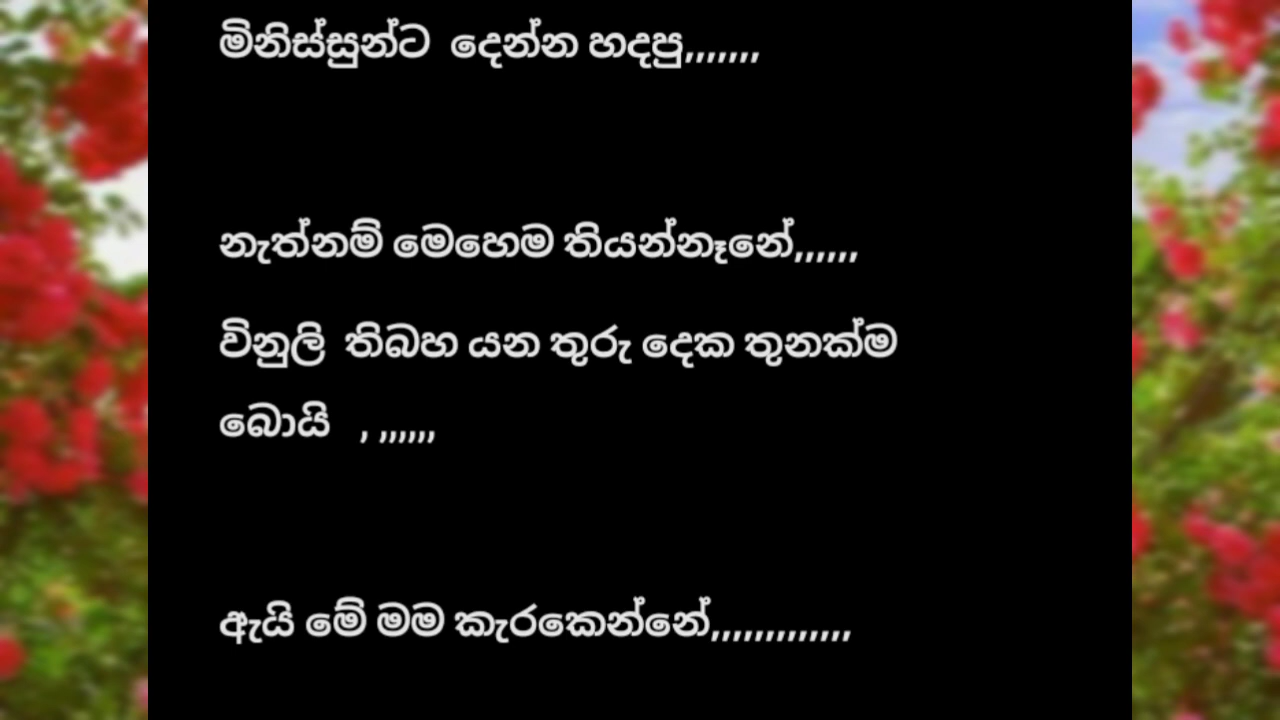 මිනිස්සුන්ට  දෙන්න හදපු,,,,,,,
නැත්නම් මෙහෙම තියන්නෑනේ,,,,,,
විනුලි  තිබහ යන තුරු දෙක තුනක්ම
බොයි   , ,,,,,,
ඇයි මේ මම කැරකෙන්නේ,,,,,,,,,,,,,